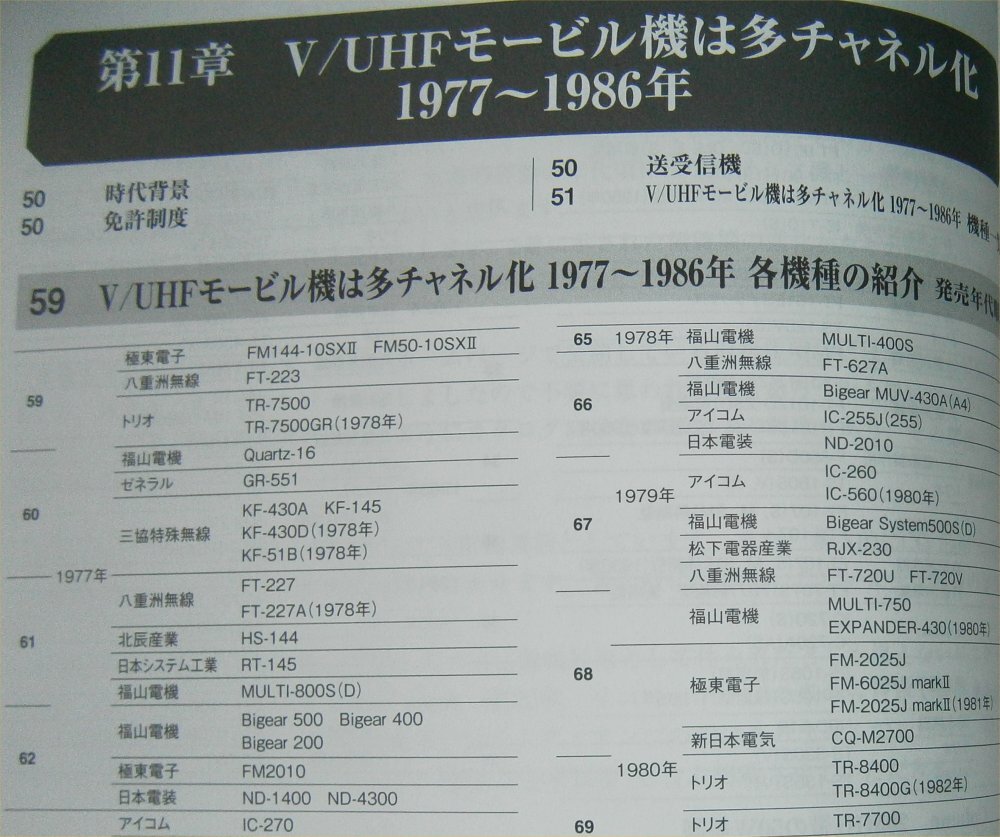 第11章　V/UHFモービル機は多チャネル化
1977～1986年
50　時代背景
50　免許制度
50　送受信機
51　V/UHFモービル機は多チャネル化 1977～1986年 機種一
59　V/UHFモービル機は多チャネル化 1977～1986年 各機種の紹介 発売年代
極東電子　FM144-10SXⅡ　FM50-10SXⅡ
八重洲無線　FT-223
59
トリオ　TR-7500
TR-7500GR（1978年）
福山電機　Quartz-16
ゼネラル　GR-551
60
三協特殊無線　KF-430A　KF-145
KF-430D（1978年）
KF-51B（1978年）
1977年
八重洲無線　FT-227
FT-227A（1978年）
61
北辰産業　HS-144
日本システム工業　RT-145
福山電機　MULTI-800S（D）
福山電機　Bigear 500　Bigear 400
Bigear 200
62
極東電子　FM2010
日本電装　ND-1400　ND-4300
アイコム　IC-270
65　1978年　福山電機　MULTI-400S
八重洲無線　FT-627A
66
福山電機　Bigear MUV-430A（A4）
アイコム　IC-255J（255）
日本電装　ND-2010
1979年　アイコム　IC-260
IC-560（1980年）
67
福山電機　Bigear System500S（D）
松下電器産業　RJX-230
八重洲無線　FT-720U　FT-720V
福山電機　MULTI-750
EXPANDER-430（1980年）
68
極東電子　FM-2025J
FM-6025J markⅡ
FM-2025J markⅡ（1981年）
新日本電気　CQ-M2700
1980年　トリオ　TR-8400
TR-8400G（1982年）
69　トリオ　TR-7700